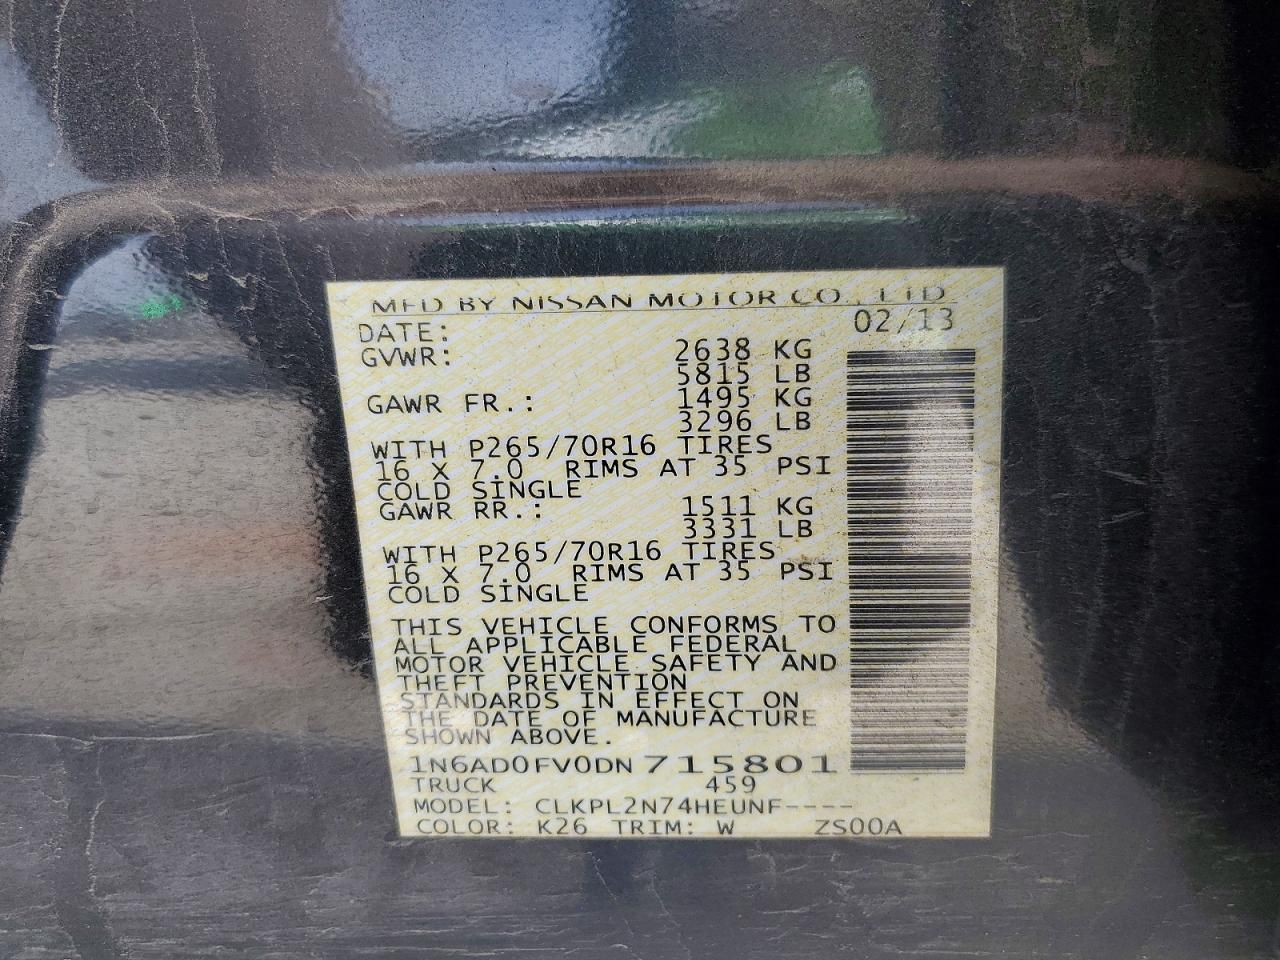 MFD BY NISSAN MOTOR CO., LTD
DATE: 02/13
GVWR: 2638 KG
5815 LB
GAWR FR.: 1495 KG
3296 LB
WITH P265/70R16 TIRES
16 X 7.0 RIMS AT 35 PSI
COLD SINGLE
GAWR RR.: 1511 KG
3331 LB
WITH P265/70R16 TIRES
16 X 7.0 RIMS AT 35 PSI
COLD SINGLE
THIS VEHICLE CONFORMS TO
ALL APPLICABLE FEDERAL
MOTOR VEHICLE SAFETY AND
THEFT PREVENTION
STANDARDS IN EFFECT ON
THE DATE OF MANUFACTURE
SHOWN ABOVE.
1N6AD0FV0DN715801
TRUCK 459
MODEL: CLKPL2N74HEUNF----
COLOR: K26 TRIM: W ZS00A